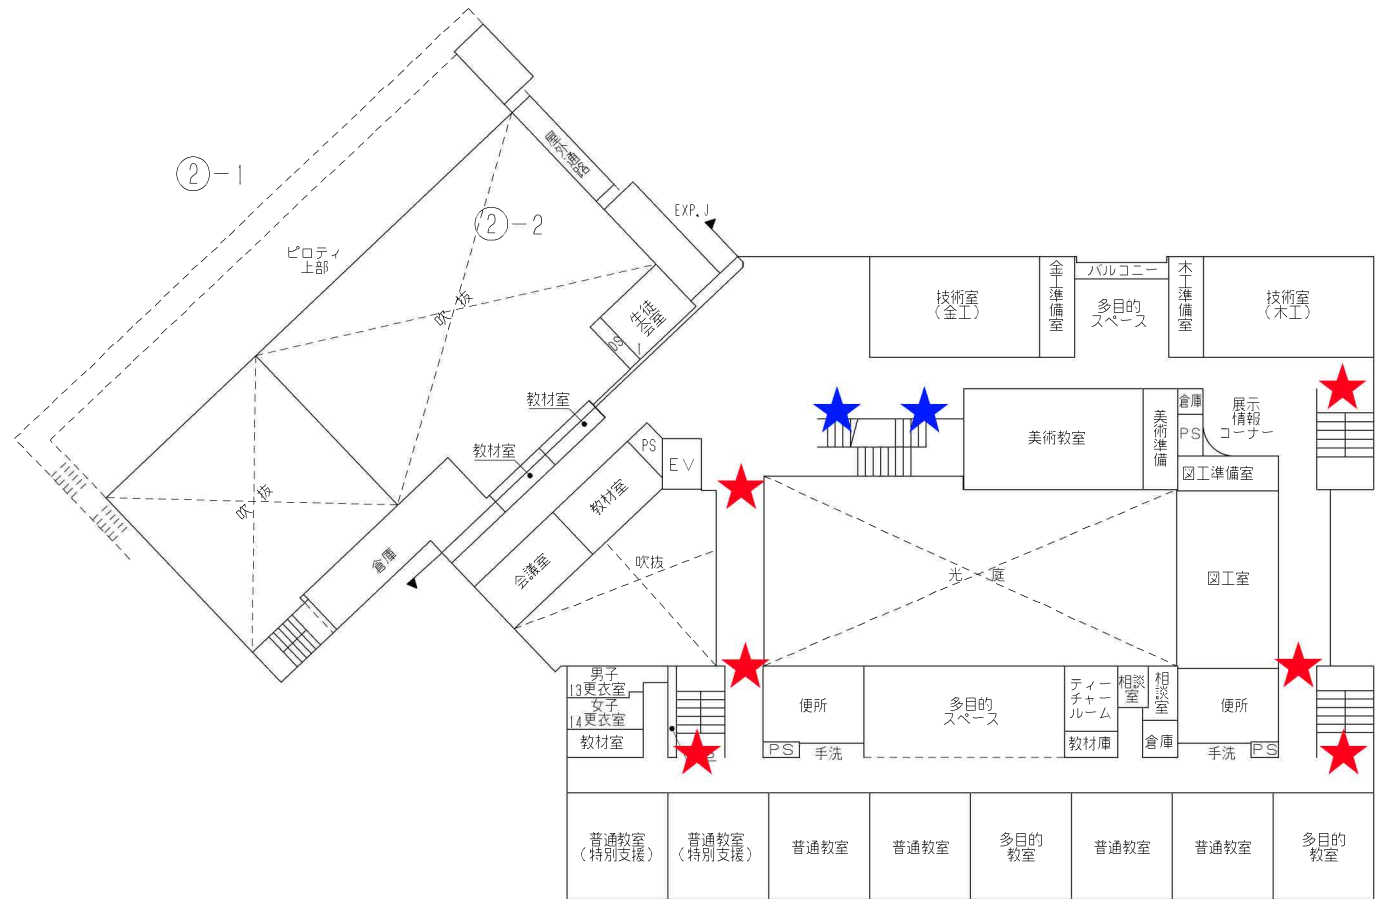 ②-1
②-2
屋外通路
EXP.J
ピロティ
上部
吹抜
生徒
会室
DS
教材室
教材室
吹抜
倉庫
PS
EV
教材室
会議室
吹抜
技術室
(金工)
金工準備室
バルコニー
多目的
スペース
木工準備室
技術室
(木工)
美術教室
美術準備
倉庫
PS
展示
情報
コーナー
図工準備室
光庭
図工室
男子
13更衣室
女子
14更衣室
教材室
便所
PS
手洗
多目的
スペース
ティーチャールーム
教材庫
相談室
相談室
倉庫
便所
手洗
PS
普通教室
(特別支援)
普通教室
(特別支援)
普通教室
普通教室
多目的
教室
普通教室
普通教室
多目的
教室